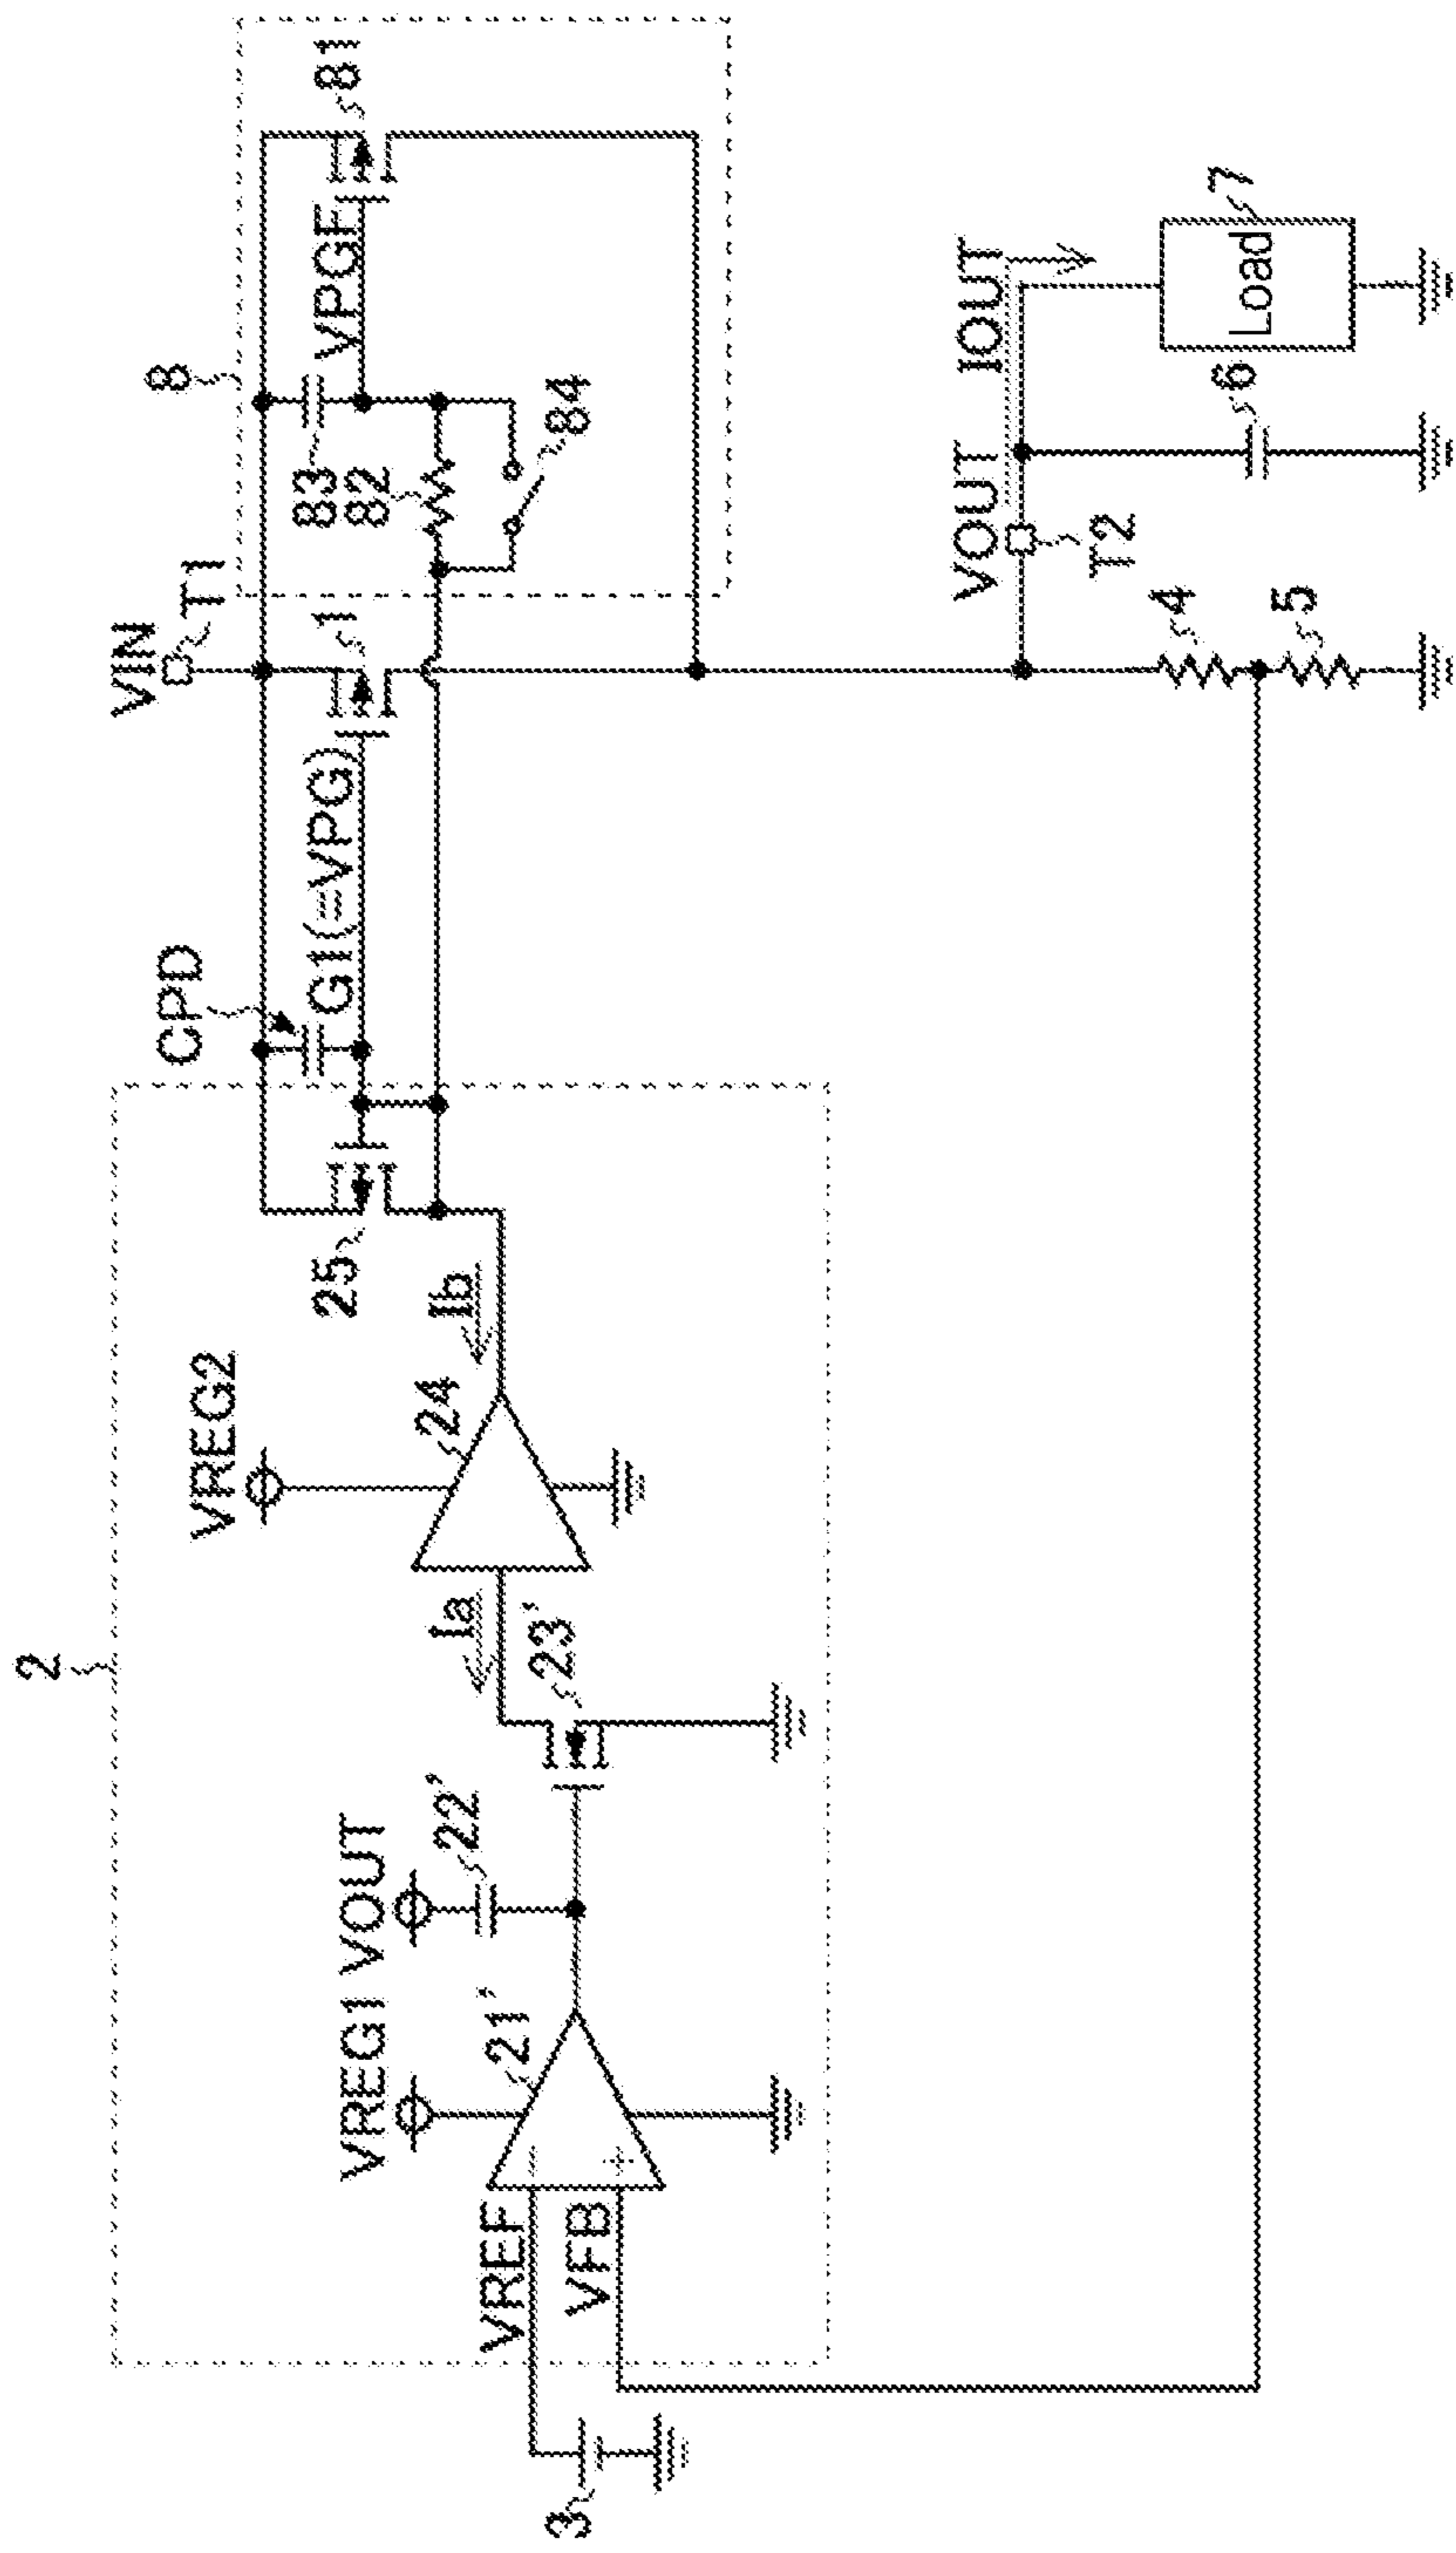 2
VREG2
CPD
VIN
T1
8
VREG1
VOUT
22'
Ia
24
Ib
25
G1(=VPG)
1
83
82
VPGF
81
84
VREF
21'
23'
VFB
-
+
3
VOUT
IOUT
T2
4
5
6
Load
7